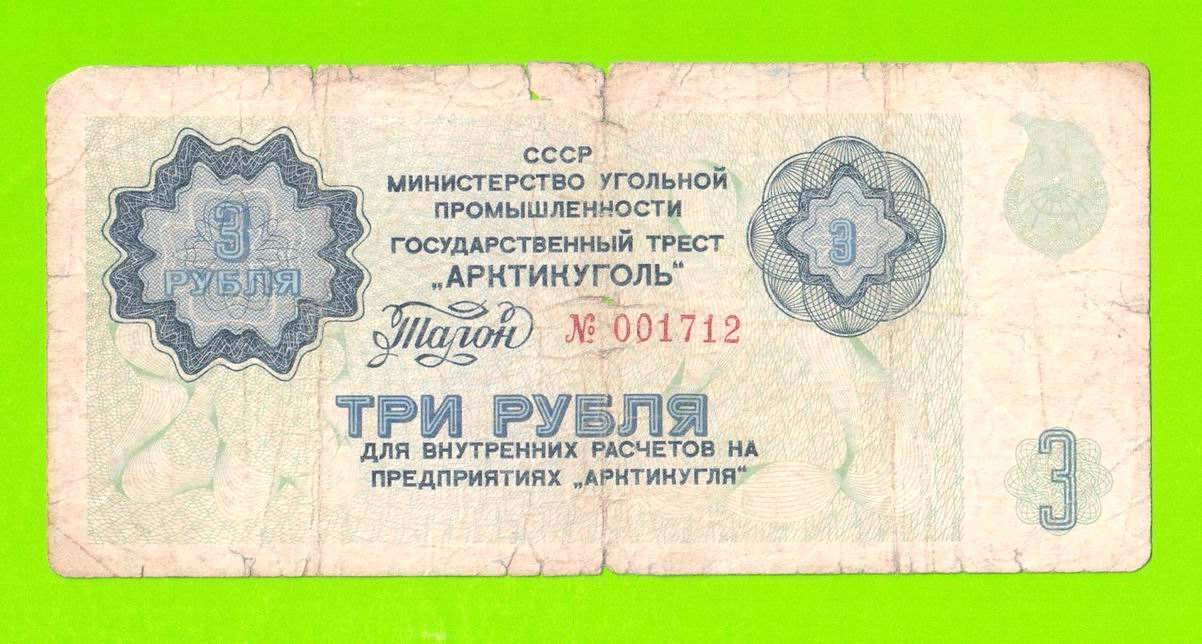 СССР
МИНИСТЕРСТВО УГОЛЬНОЙ
ПРОМЫШЛЕННОСТИ
ГОСУДАРСТВЕННЫЙ ТРЕСТ
„АРКТИКУГОЛЬ“
3
РУБЛЯ
3
Талон № 001712
ТРИ РУБЛЯ
ДЛЯ ВНУТРЕННИХ РАСЧЕТОВ НА
ПРЕДПРИЯТИЯХ „АРКТИКУГЛЯ“
3